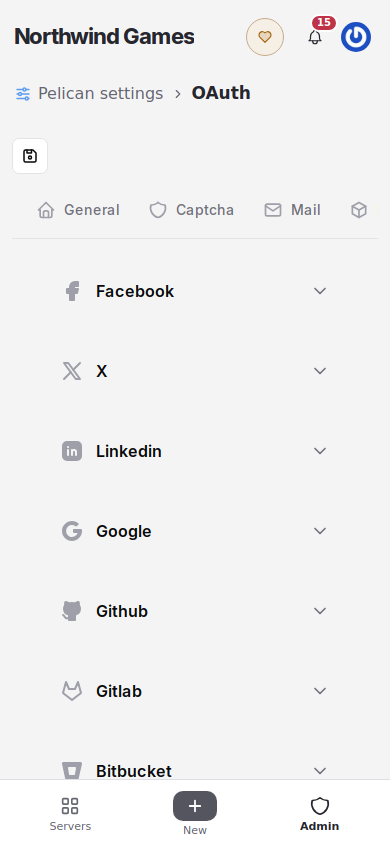 Northwind Games
15
Pelican settings > OAuth
General Captcha Mail
Facebook
X
Linkedin
Google
Github
Gitlab
Bitbucket
Servers New Admin